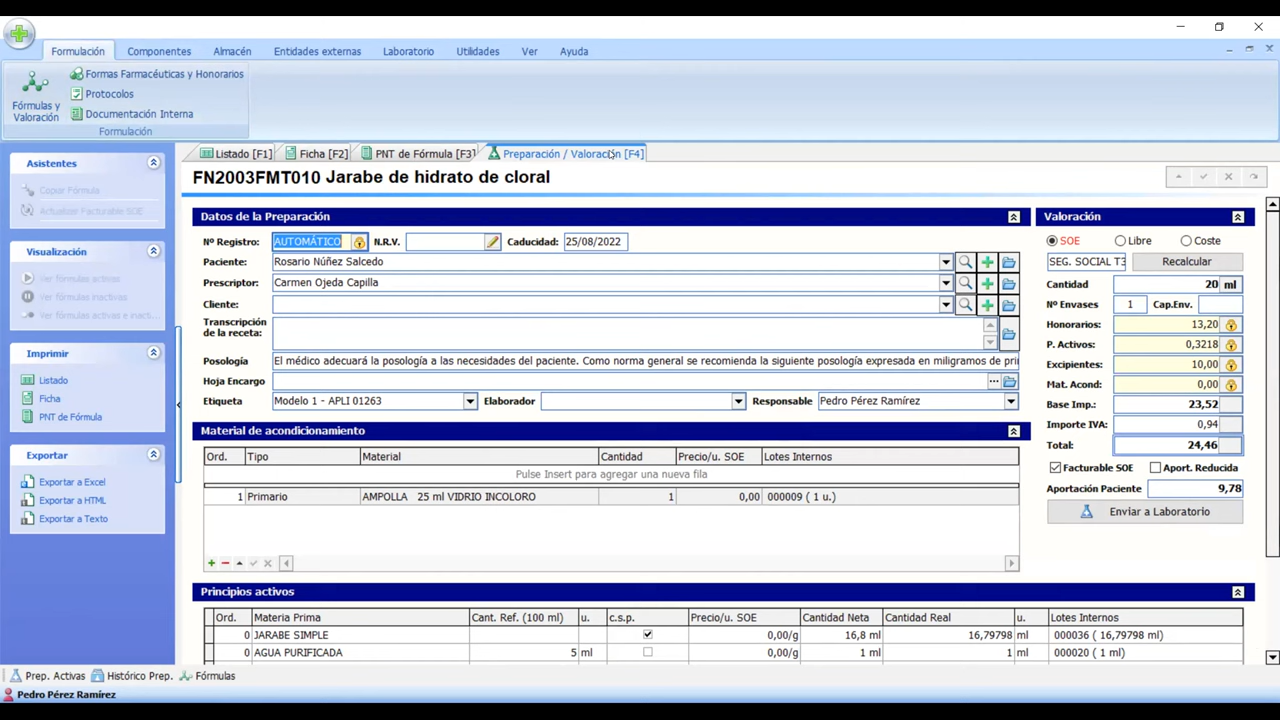 Formulación Componentes Almacén Entidades externas Laboratorio Utilidades Ver Ayuda
Fórmulas y Valoración
Formas Farmacéuticas y Honorarios
Protocolos
Documentación Interna
Formulación
Listado [F1] Ficha [F2] PNT de Fórmula [F3] Preparación / Valoración [F4]
Asistentes
Copiar Fórmula
Actualizar Facturable SOE
Visualización
Ver fórmulas activas
Ver fórmulas inactivas
Ver fórmulas activas e inacti...
Imprimir
Listado
Ficha
PNT de Fórmula
Exportar
Exportar a Excel
Exportar a HTML
Exportar a Texto
FN2003FMT010 Jarabe de hidrato de cloral
Datos de la Preparación
Nº Registro: AUTOMÁTICO N.R.V. Caducidad: 25/08/2022
Paciente: Rosario Núñez Salcedo
Prescriptor: Carmen Ojeda Capilla
Cliente:
Transcripción de la receta:
Posología El médico adecuará la posología a las necesidades del paciente. Como norma general se recomienda la siguiente posología expresada en miligramos de pri
Hoja Encargo ...
Etiqueta Modelo 1 - APLI 01263 Elaborador Responsable Pedro Pérez Ramírez
Material de acondicionamiento
Ord. Tipo Material Cantidad Precio/u. SOE Lotes Internos
Pulse Insert para agregar una nueva fila
1 Primario AMPOLLA 25 ml VIDRIO INCOLORO 1 0,00 000009 ( 1 u.)
Principios activos
Ord. Materia Prima Cant. Ref. (100 ml) u. c.s.p. Precio/u. SOE Cantidad Neta Cantidad Real u. Lotes Internos
0 JARABE SIMPLE 0,00/g 16,8 ml 16,79798 ml 000036 ( 16,79798 ml)
0 AGUA PURIFICADA 5 ml 0,00/g 1 ml 1 ml 000020 ( 1 ml)
Valoración
SOE Libre Coste
SEG. SOCIAL T3 Recalcular
Cantidad 20 ml
Nº Envases 1 Cap.Env.
Honorarios: 13,20
P. Activos: 0,3218
Excipientes: 10,00
Mat. Acond: 0,00
Base Imp.: 23,52
Importe IVA: 0,94
Total: 24,46
Facturable SOE Aport. Reducida
Aportación Paciente 9,78
Enviar a Laboratorio
Prep. Activas Histórico Prep. Fórmulas
Pedro Pérez Ramírez